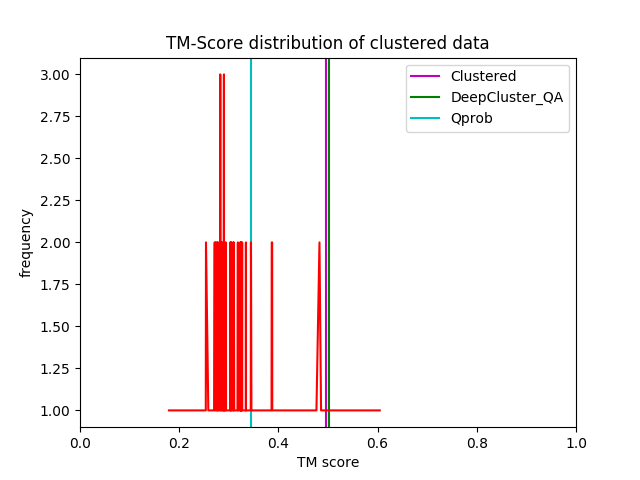 TM-Score distribution of clustered data
Clustered
DeepCluster_QA
Qprob
frequency
3.00
2.75
2.50
2.25
2.00
1.75
1.50
1.25
1.00
0.0 0.2 0.4 0.6 0.8 1.0
TM score